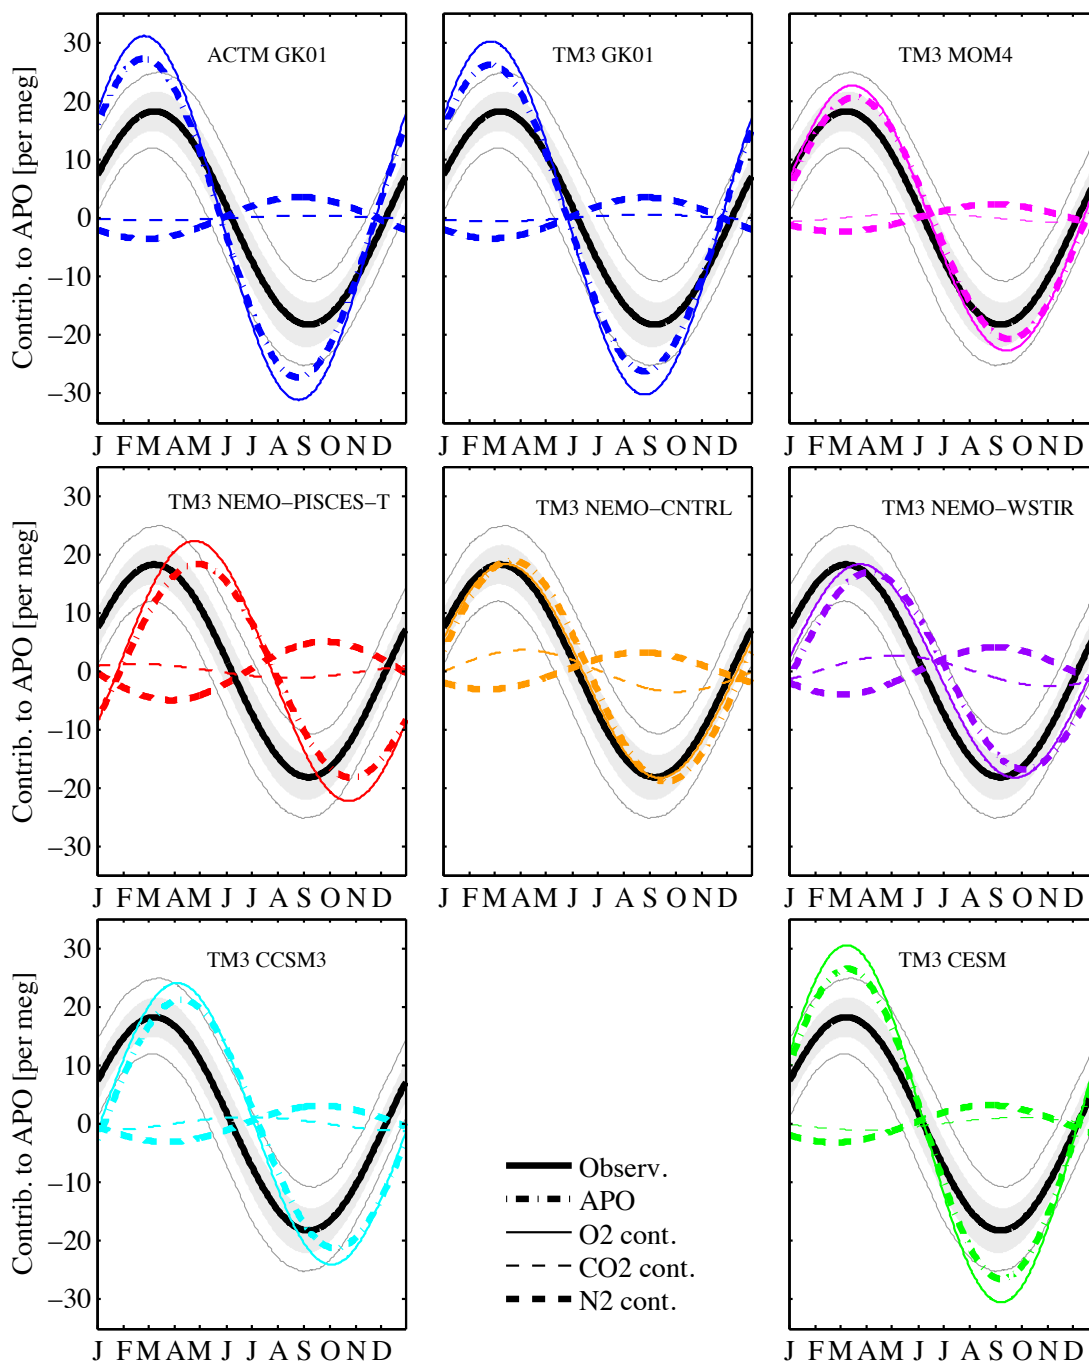 ACTM GK01
TM3 GK01
TM3 MOM4
Contrib. to APO [per meg]
30
20
10
0
−10
−20
−30
J F M A M J J A S O N D
J F M A M J J A S O N D
J F M A M J J A S O N D
TM3 NEMO−PISCES−T
TM3 NEMO−CNTRL
TM3 NEMO−WSTIR
Contrib. to APO [per meg]
30
20
10
0
−10
−20
−30
J F M A M J J A S O N D
J F M A M J J A S O N D
J F M A M J J A S O N D
TM3 CCSM3
TM3 CESM
Contrib. to APO [per meg]
30
20
10
0
−10
−20
−30
J F M A M J J A S O N D
J F M A M J J A S O N D
Observ.
APO
O2 cont.
CO2 cont.
N2 cont.